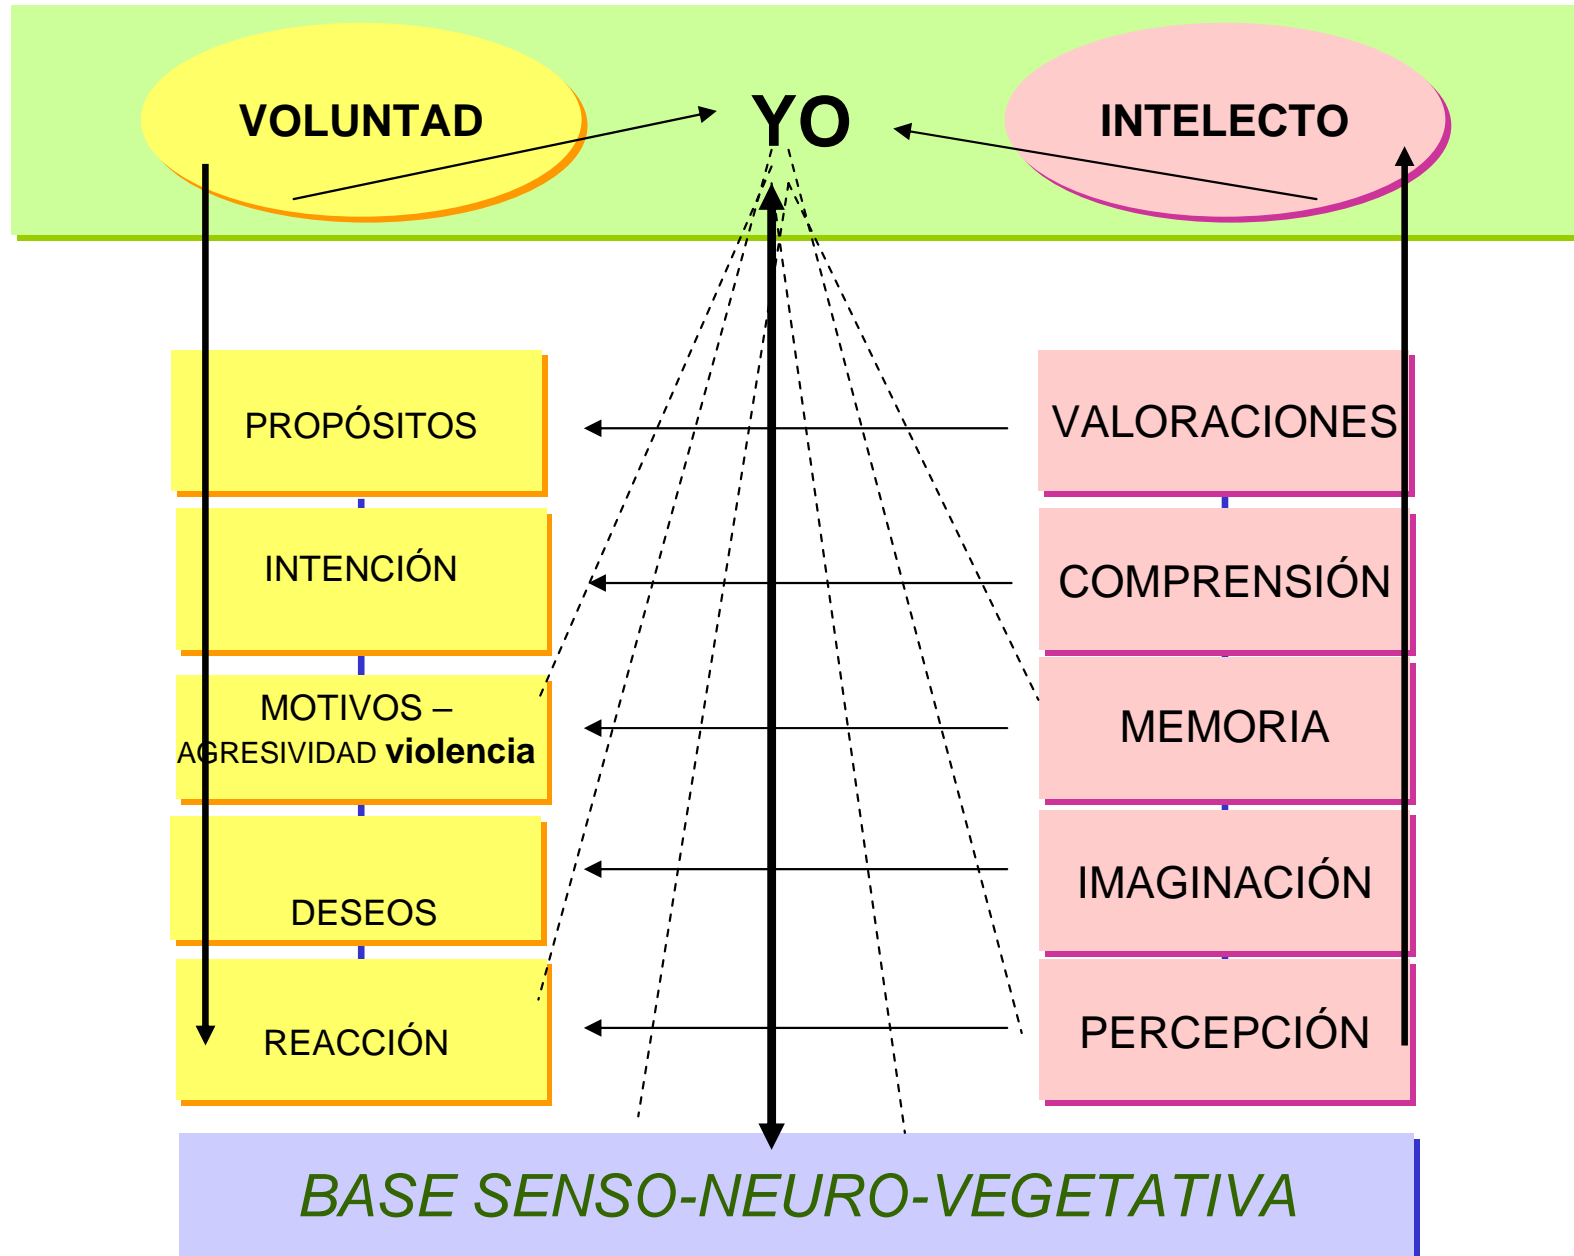 VOLUNTAD
YO
INTELECTO
PROPÓSITOS
VALORACIONES
INTENCIÓN
COMPRENSIÓN
MOTIVOS –
AGRESIVIDAD violencia
MEMORIA
DESEOS
IMAGINACIÓN
REACCIÓN
PERCEPCIÓN
BASE SENSO-NEURO-VEGETATIVA